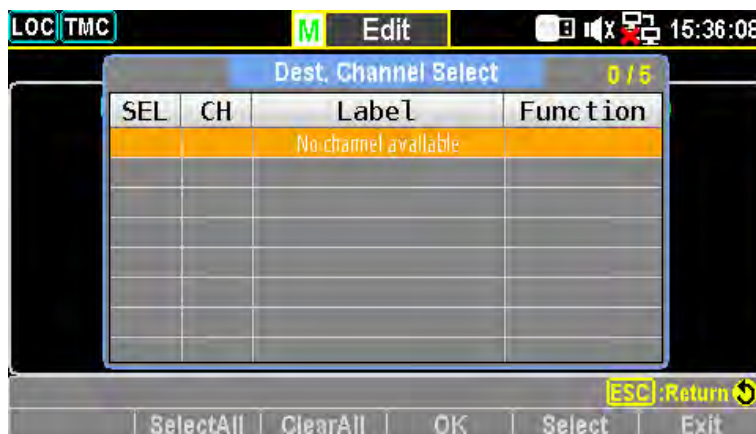 LOC TMC M Edit 15:36:08
Dest. Channel Select 0/5
SEL CH Label Function
No channel available
ESC:Return
SelectAll ClearAll OK Select Exit